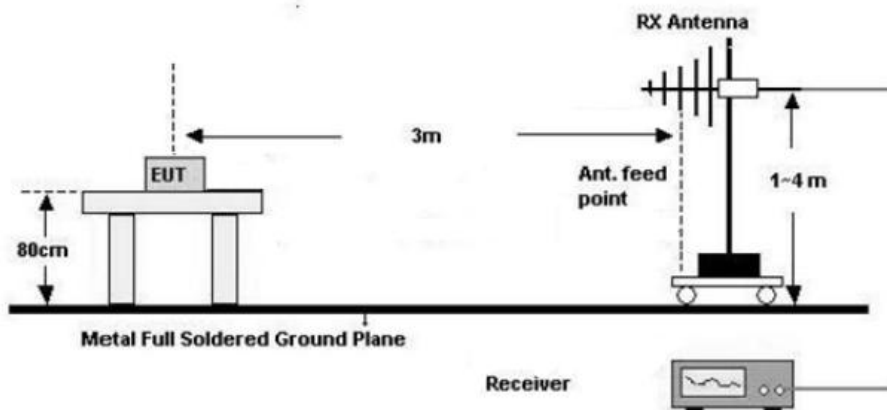 RX Antenna
3m
EUT
Ant. feed
point
1~4 m
80cm
Metal Full Soldered Ground Plane
Receiver